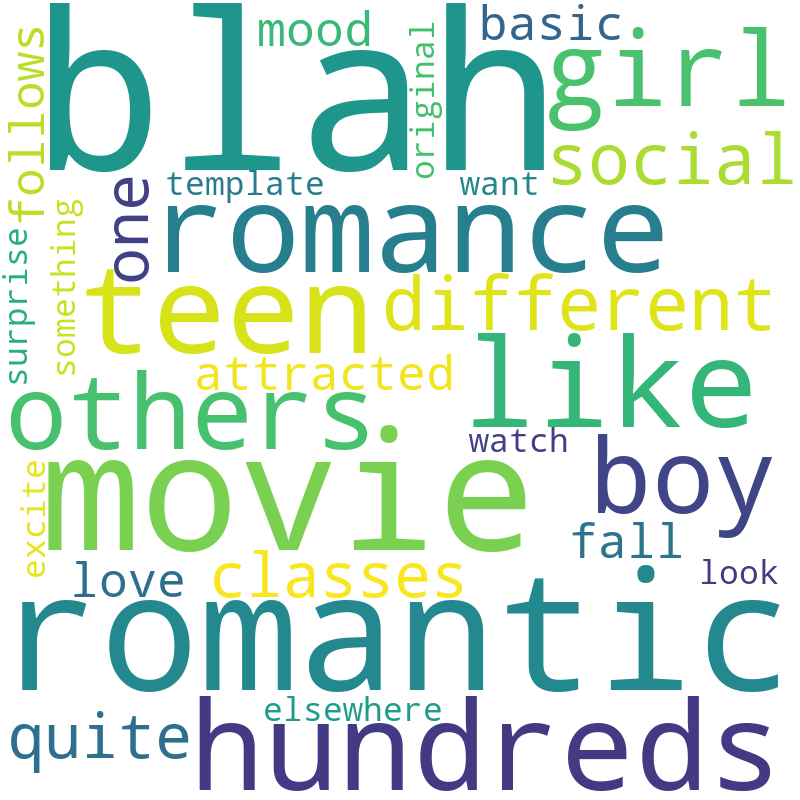 blah
mood
basic
girl
follows
original
social
template
want
one
romance
something
surprise
teen
different
attracted
like
others
watch
boy
movie
excite
fall
love
classes
look
romantic
elsewhere
quite
hundreds